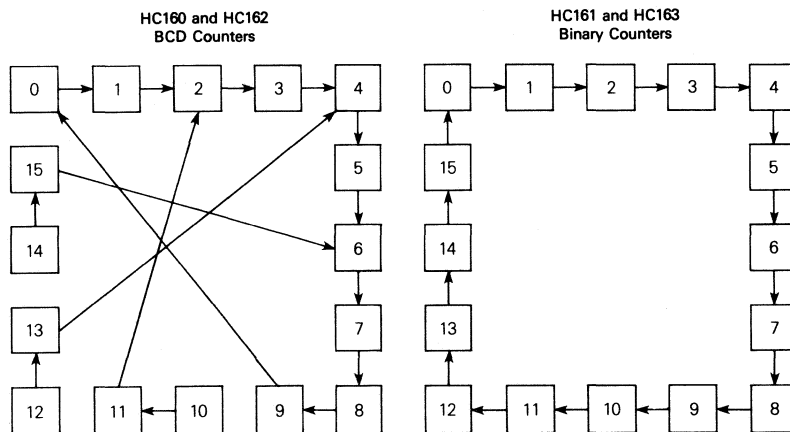 HC160 and HC162
BCD Counters
0 1 2 3 4
15 5
14 6
13 7
12 11 10 9 8
HC161 and HC163
Binary Counters
0 1 2 3 4
15 5
14 6
13 7
12 11 10 9 8